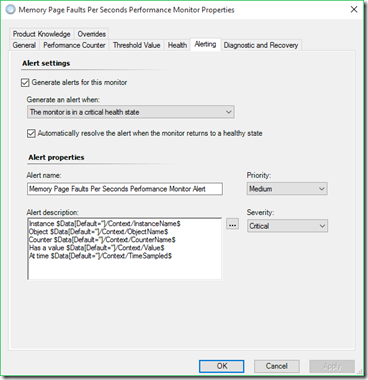 Memory Page Faults Per Seconds Performance Monitor Properties
Product Knowledge Overrides
General Performance Counter Threshold Value Health Alerting Diagnostic and Recovery
Alert settings
Generate alerts for this monitor
Generate an alert when:
The monitor is in a critical health state
Automatically resolve the alert when the monitor returns to a healthy state
Alert properties
Alert name: Priority:
Memory Page Faults Per Seconds Performance Monitor Alert Medium
Alert description: Severity:
Instance $Data[Default='']/Context/InstanceName$ ... Critical
Object $Data[Default='']/Context/ObjectName$
Counter $Data[Default='']/Context/CounterName$
Has a value $Data[Default='']/Context/Value$
At time $Data[Default='']/Context/TimeSampled$
OK Cancel Apply